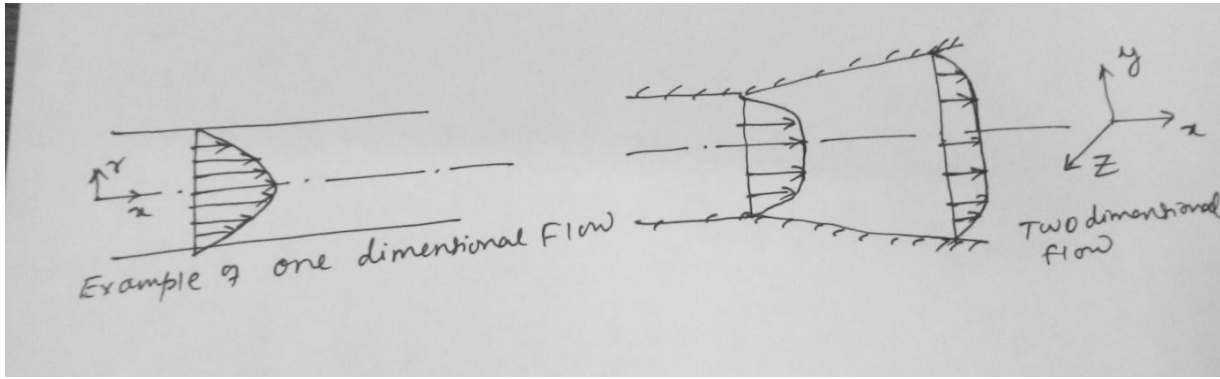 r
x
Example of one dimensional Flow
y
x
Z
Two dimensional
flow